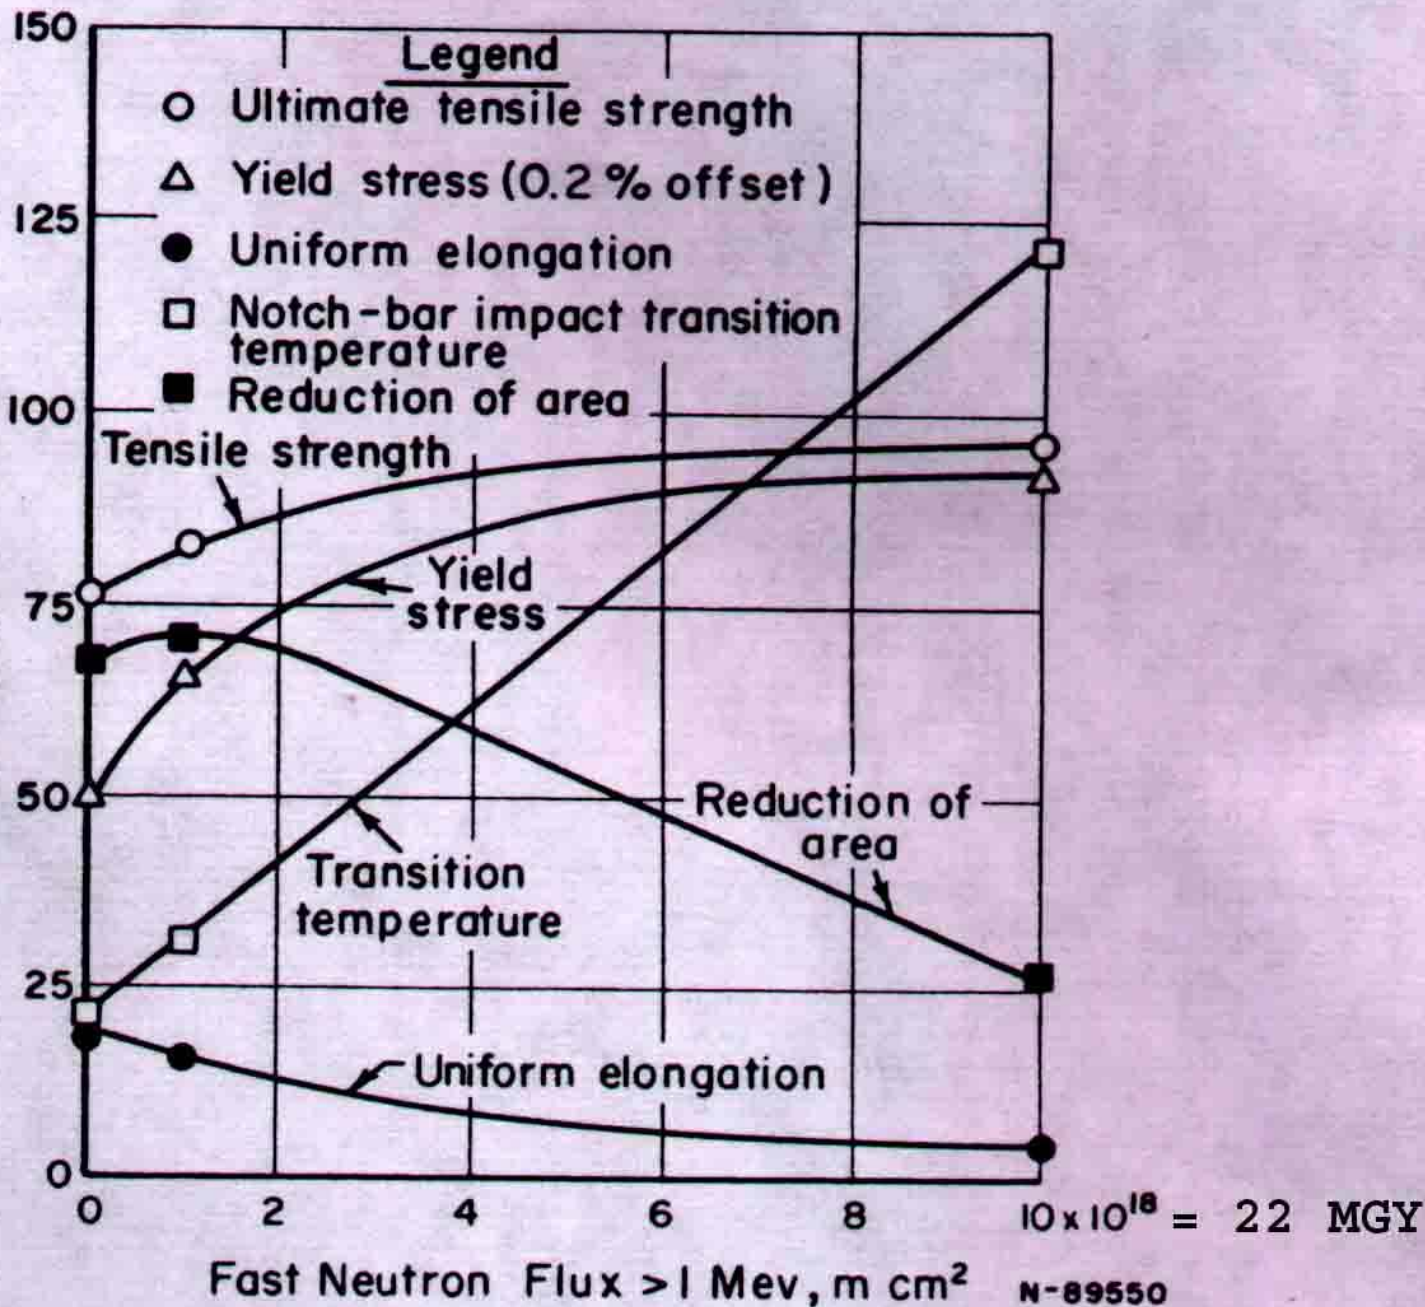 150
Legend
Ultimate tensile strength
Yield stress (0.2 % offset)
125
Uniform elongation
Notch-bar impact transition
temperature
100
Reduction of area
Tensile strength
Yield
stress
75
50
Reduction of
area
Transition
temperature
25
Uniform elongation
0
0 2 4 6 8 10 x 10¹⁸ = 22 MGY
Fast Neutron Flux > 1 Mev, m cm² N-89550